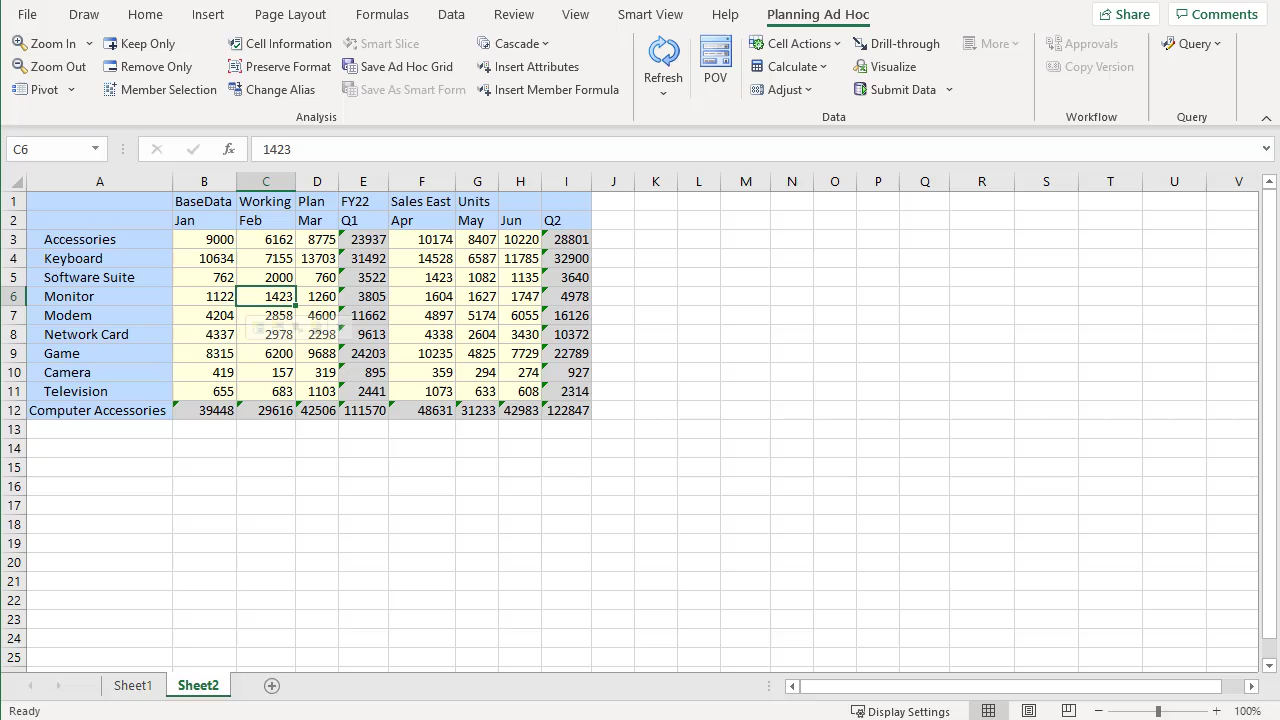 File Draw Home Insert Page Layout Formulas Data Review View Smart View Help Planning Ad Hoc Share Comments
Zoom In Keep Only Cell Information Smart Slice Cascade Refresh POV Cell Actions Drill-through More Approvals Query
Zoom Out Remove Only Preserve Format Save Ad Hoc Grid Insert Attributes Calculate Visualize Copy Version
Pivot Member Selection Change Alias Save As Smart Form Insert Member Formula Adjust Submit Data
Analysis Data Workflow Query
C6 fx 1423
A B C D E F G H I J K L M N O P Q R S T U V
1 BaseData Working Plan FY22 Sales East Units
2 Jan Feb Mar Q1 Apr May Jun Q2
3 Accessories 9000 6162 8775 23937 10174 8407 10220 28801
4 Keyboard 10634 7155 13703 31492 14528 6587 11785 32900
5 Software Suite 762 2000 760 3522 1423 1082 1135 3640
6 Monitor 1122 1423 1260 3805 1604 1627 1747 4978
7 Modem 4204 2858 4600 11662 4897 5174 6055 16126
8 Network Card 4337 2978 2298 9613 4338 2604 3430 10372
9 Game 8315 6200 9688 24203 10235 4825 7729 22789
10 Camera 419 157 319 895 359 294 274 927
11 Television 655 683 1103 2441 1073 633 608 2314
12 Computer Accessories 39448 29616 42506 111570 48631 31233 42983 122847
13
14
15
16
17
18
19
20
21
22
23
24
25
Sheet1 Sheet2
Ready Display Settings 100%